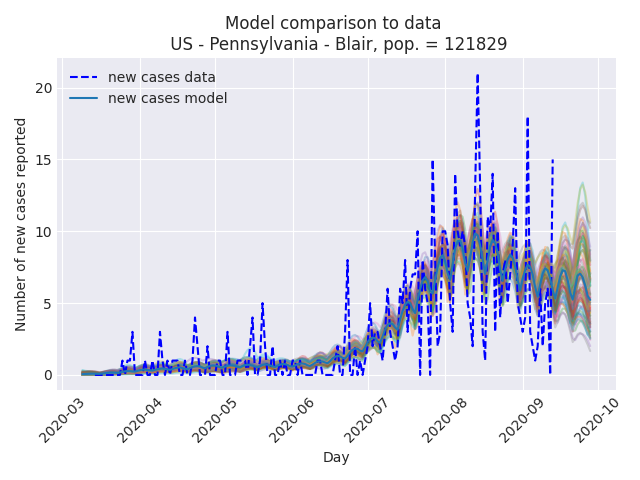 Model comparison to data
US - Pennsylvania - Blair, pop. = 121829
new cases data
new cases model
Number of new cases reported
20
15
10
5
0
2020-03
2020-04
2020-05
2020-06
2020-07
2020-08
2020-09
2020-10
Day